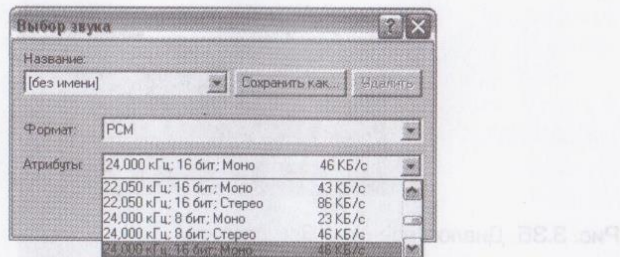 Выбор звука
Название:
[без имени] Сохранить как... Удалить
Формат: PCM
Атрибуты: 24,000 кГц; 16 бит; Моно 46 КБ/с
22,050 кГц; 16 бит; Моно 43 КБ/с
22,050 кГц; 16 бит; Стерео 86 КБ/с
24,000 кГц; 8 бит; Моно 23 КБ/с
24,000 кГц; 8 бит; Стерео 46 КБ/с
24,000 кГц; 16 бит; Моно 46 КБ/с